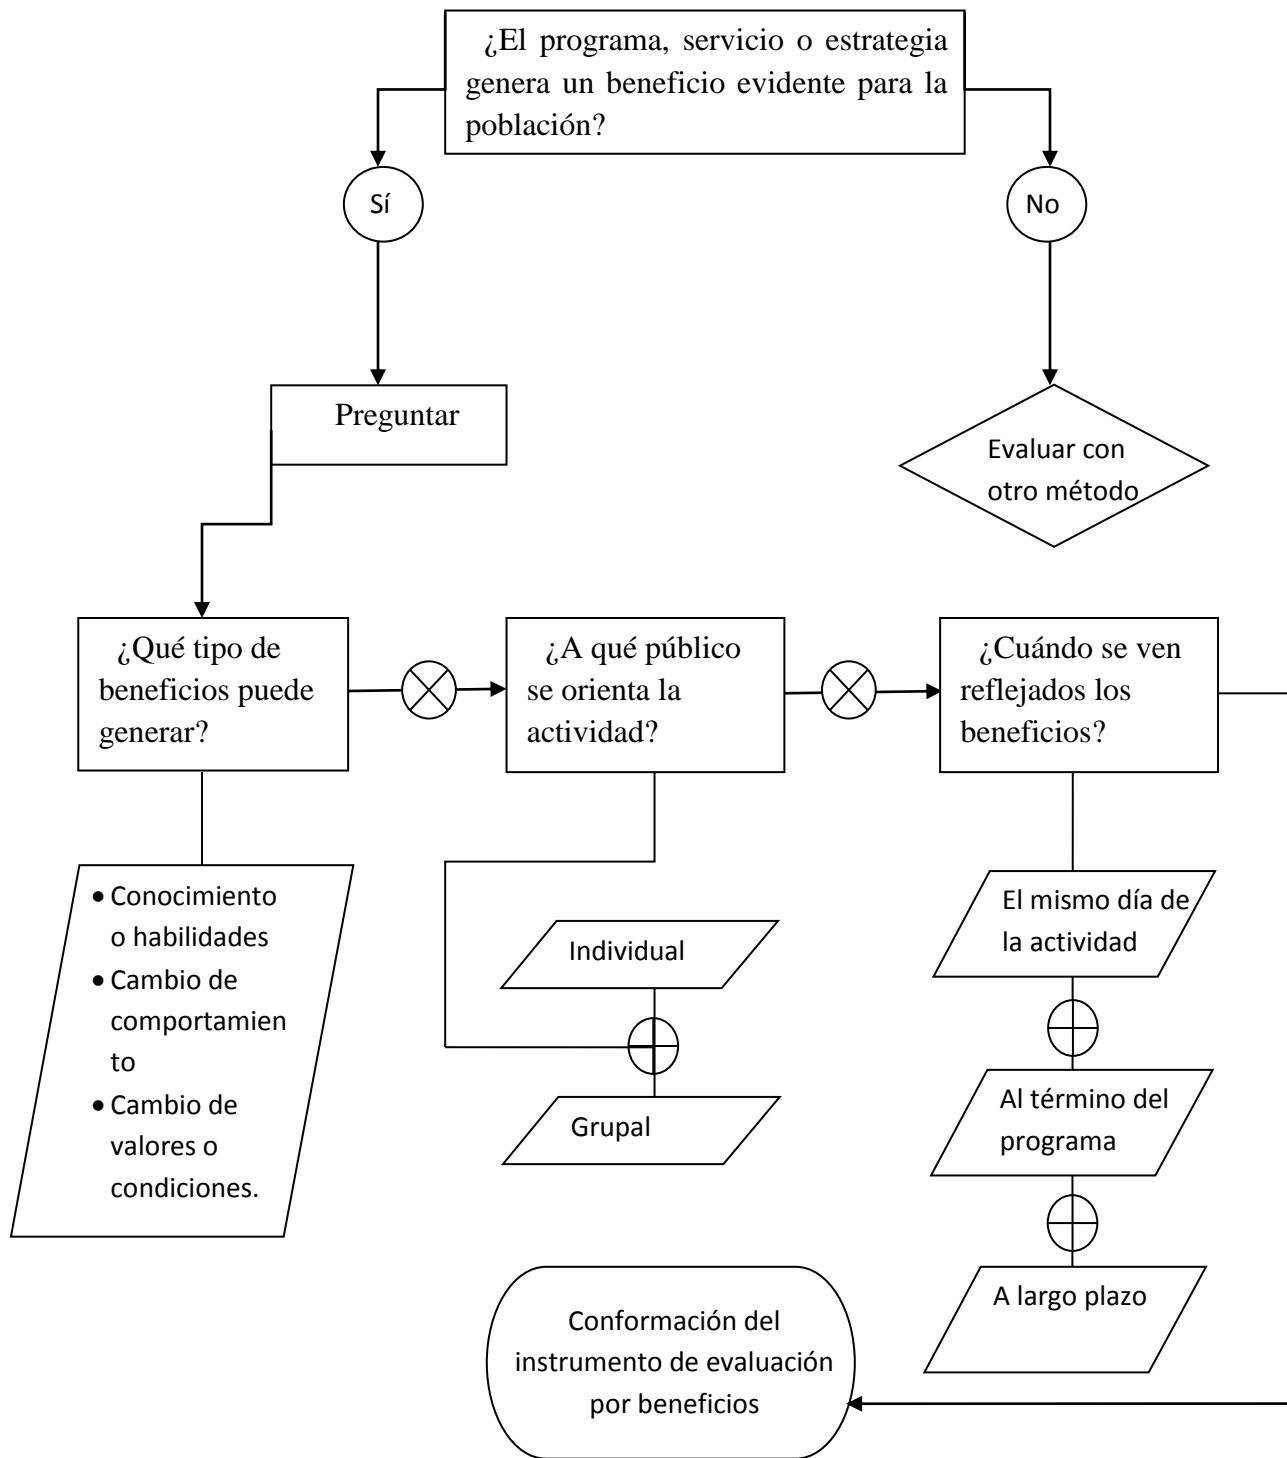 ¿El programa, servicio o estrategia
genera un beneficio evidente para la
población?
Sí
No
Preguntar
Evaluar con
otro método
¿Qué tipo de
beneficios puede
generar?
¿A qué público
se orienta la
actividad?
¿Cuándo se ven
reflejados los
beneficios?
• Conocimiento
o habilidades
• Cambio de
comportamien
to
• Cambio de
valores o
condiciones.
Individual
Grupal
El mismo día de
la actividad
Al término del
programa
A largo plazo
Conformación del
instrumento de evaluación
por beneficios